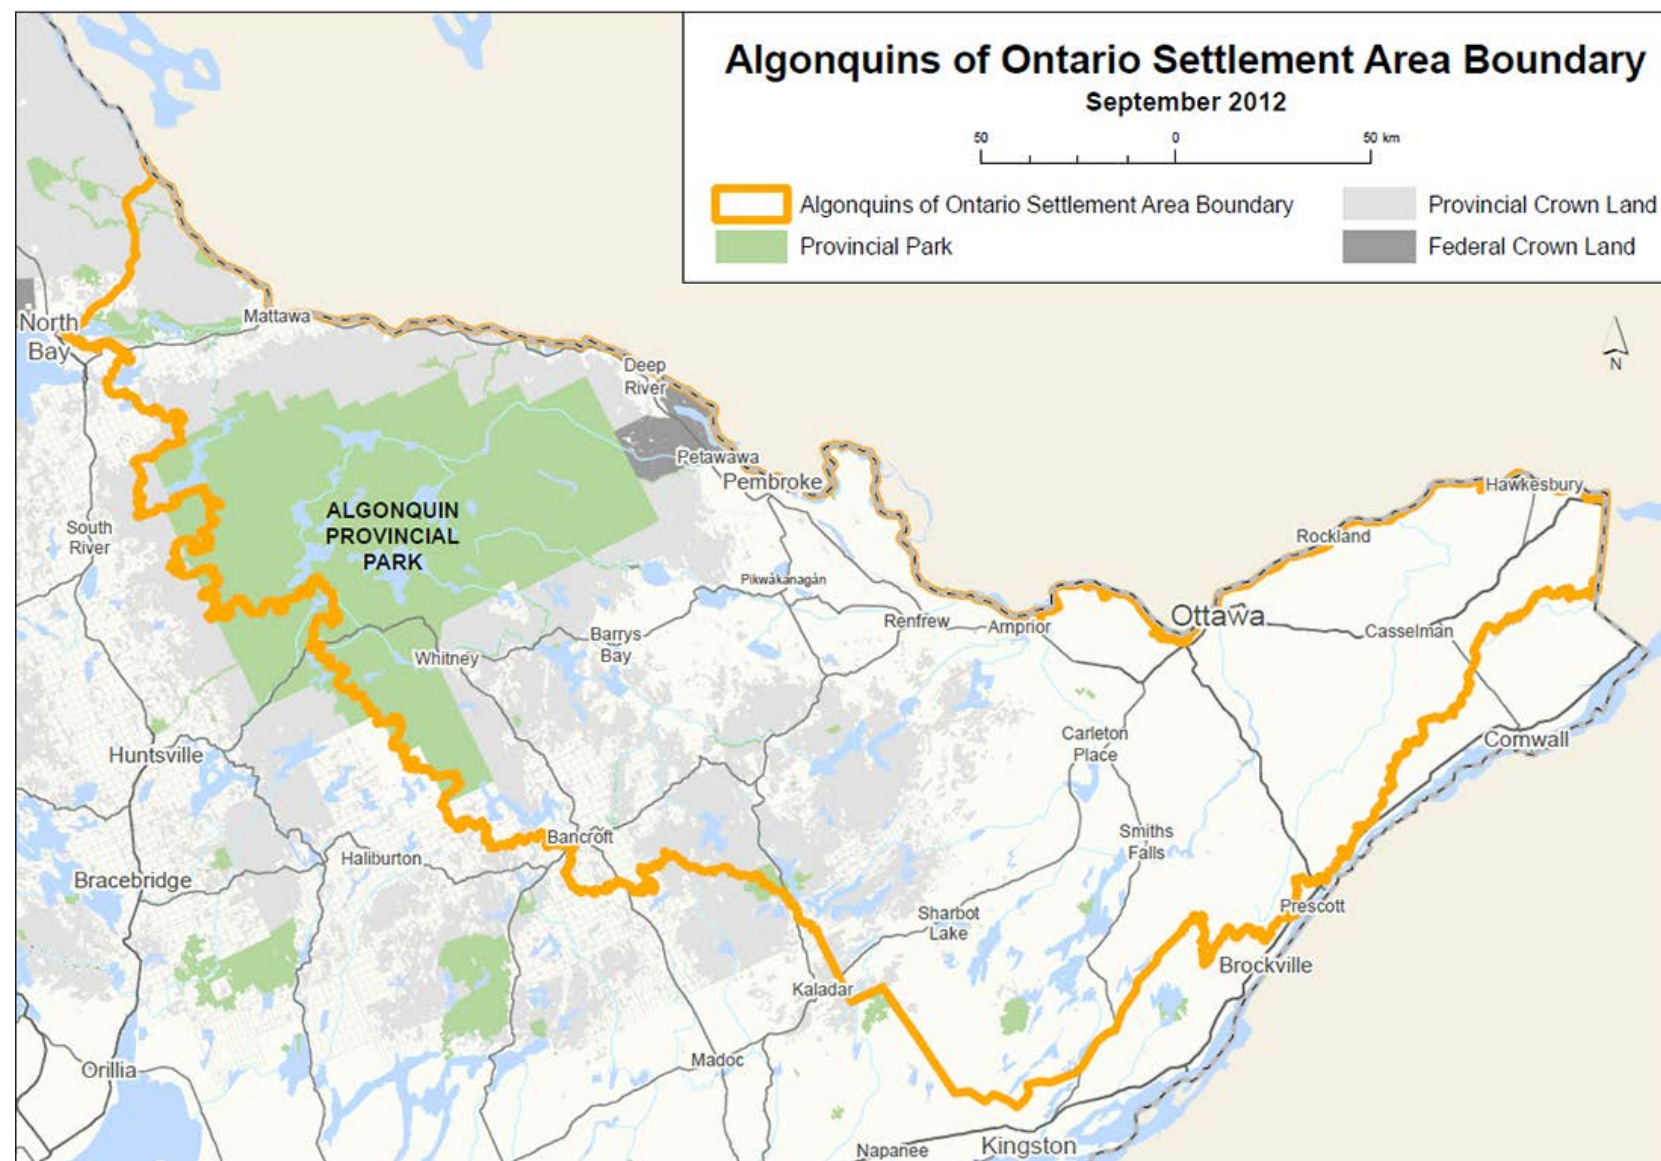 Algonquins of Ontario Settlement Area Boundary
September 2012
50 0 50 km
Algonquins of Ontario Settlement Area Boundary
Provincial Crown Land
Provincial Park
Federal Crown Land
N
North
Bay
Mattawa
Deep
River
Petawawa
Pembroke
Hawkesbury
ALGONQUIN
PROVINCIAL
PARK
South
River
Rockland
Pikwàkanagàn
Renfrew
Arnprior
Ottawa
Casselman
Barrys
Bay
Whitney
Huntsville
Carleton
Place
Cornwall
Bancroft
Smiths
Falls
Haliburton
Bracebridge
Prescott
Sharbot
Lake
Brockville
Kaladar
Madoc
Orillia
Kingston
Napanee